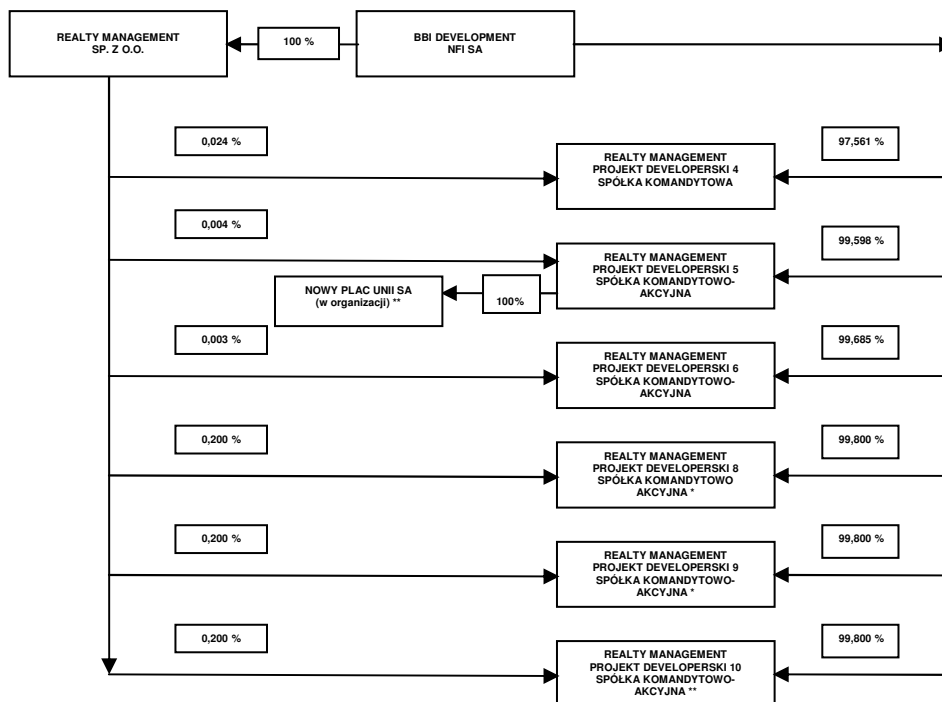 REALTY MANAGEMENT
SP. Z O.O.
100 %
BBI DEVELOPMENT
NFI SA
0,024 %
REALTY MANAGEMENT
PROJEKT DEVELOPERSKI 4
SPÓŁKA KOMANDYTOWA
97,561 %
0,004 %
REALTY MANAGEMENT
PROJEKT DEVELOPERSKI 5
SPÓŁKA KOMANDYTOWO-
AKCYJNA
99,598 %
NOWY PLAC UNII SA
(w organizacji) **
100%
0,003 %
REALTY MANAGEMENT
PROJEKT DEVELOPERSKI 6
SPÓŁKA KOMANDYTOWO-
AKCYJNA
99,685 %
0,200 %
REALTY MANAGEMENT
PROJEKT DEVELOPERSKI 8
SPÓŁKA KOMANDYTOWO
AKCYJNA *
99,800 %
0,200 %
REALTY MANAGEMENT
PROJEKT DEVELOPERSKI 9
SPÓŁKA KOMANDYTOWO-
AKCYJNA *
99,800 %
0,200 %
REALTY MANAGEMENT
PROJEKT DEVELOPERSKI 10
SPÓŁKA KOMANDYTOWO-
AKCYJNA **
99,800 %